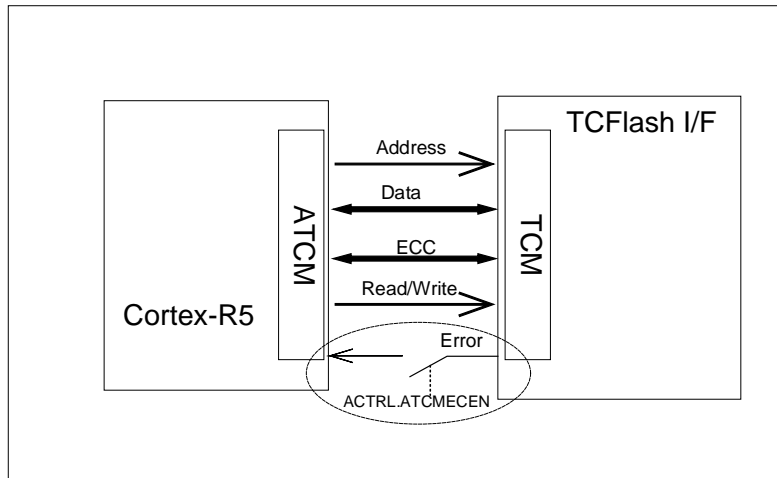 TCFlash I/F
Address
Data
ATCM
TCM
ECC
Read/Write
Cortex-R5
Error
ACTRL.ATCMECEN